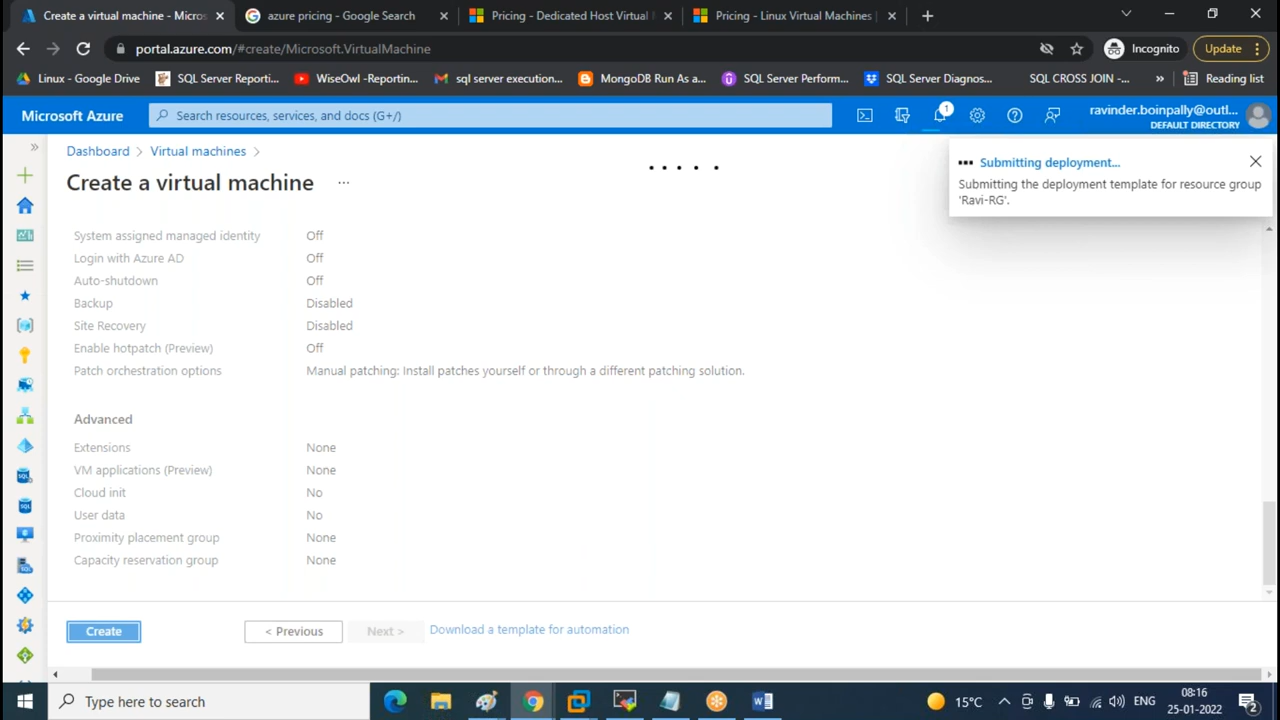 Create a virtual machine - Micros
azure pricing - Google Search
Pricing - Dedicated Host Virtual M
Pricing - Linux Virtual Machines
portal.azure.com/#create/Microsoft.VirtualMachine
Incognito
Update
Linux - Google Drive
SQL Server Reporti...
WiseOwl -Reportin...
sql server execution...
MongoDB Run As a...
SQL Server Perform...
SQL Server Diagnos...
SQL CROSS JOIN -...
»
Reading list
Microsoft Azure
Search resources, services, and docs (G+/)
1
ravinder.boinpally@outl...
DEFAULT DIRECTORY
Dashboard > Virtual machines >
Create a virtual machine ...
Submitting deployment...
Submitting the deployment template for resource group
'Ravi-RG'.
System assigned managed identity Off
Login with Azure AD Off
Auto-shutdown Off
Backup Disabled
Site Recovery Disabled
Enable hotpatch (Preview) Off
Patch orchestration options Manual patching: Install patches yourself or through a different patching solution.
Advanced
Extensions None
VM applications (Preview) None
Cloud init No
User data No
Proximity placement group None
Capacity reservation group None
Create
< Previous
Next >
Download a template for automation
Type here to search
15°C
ENG
08:16
25-01-2022
2